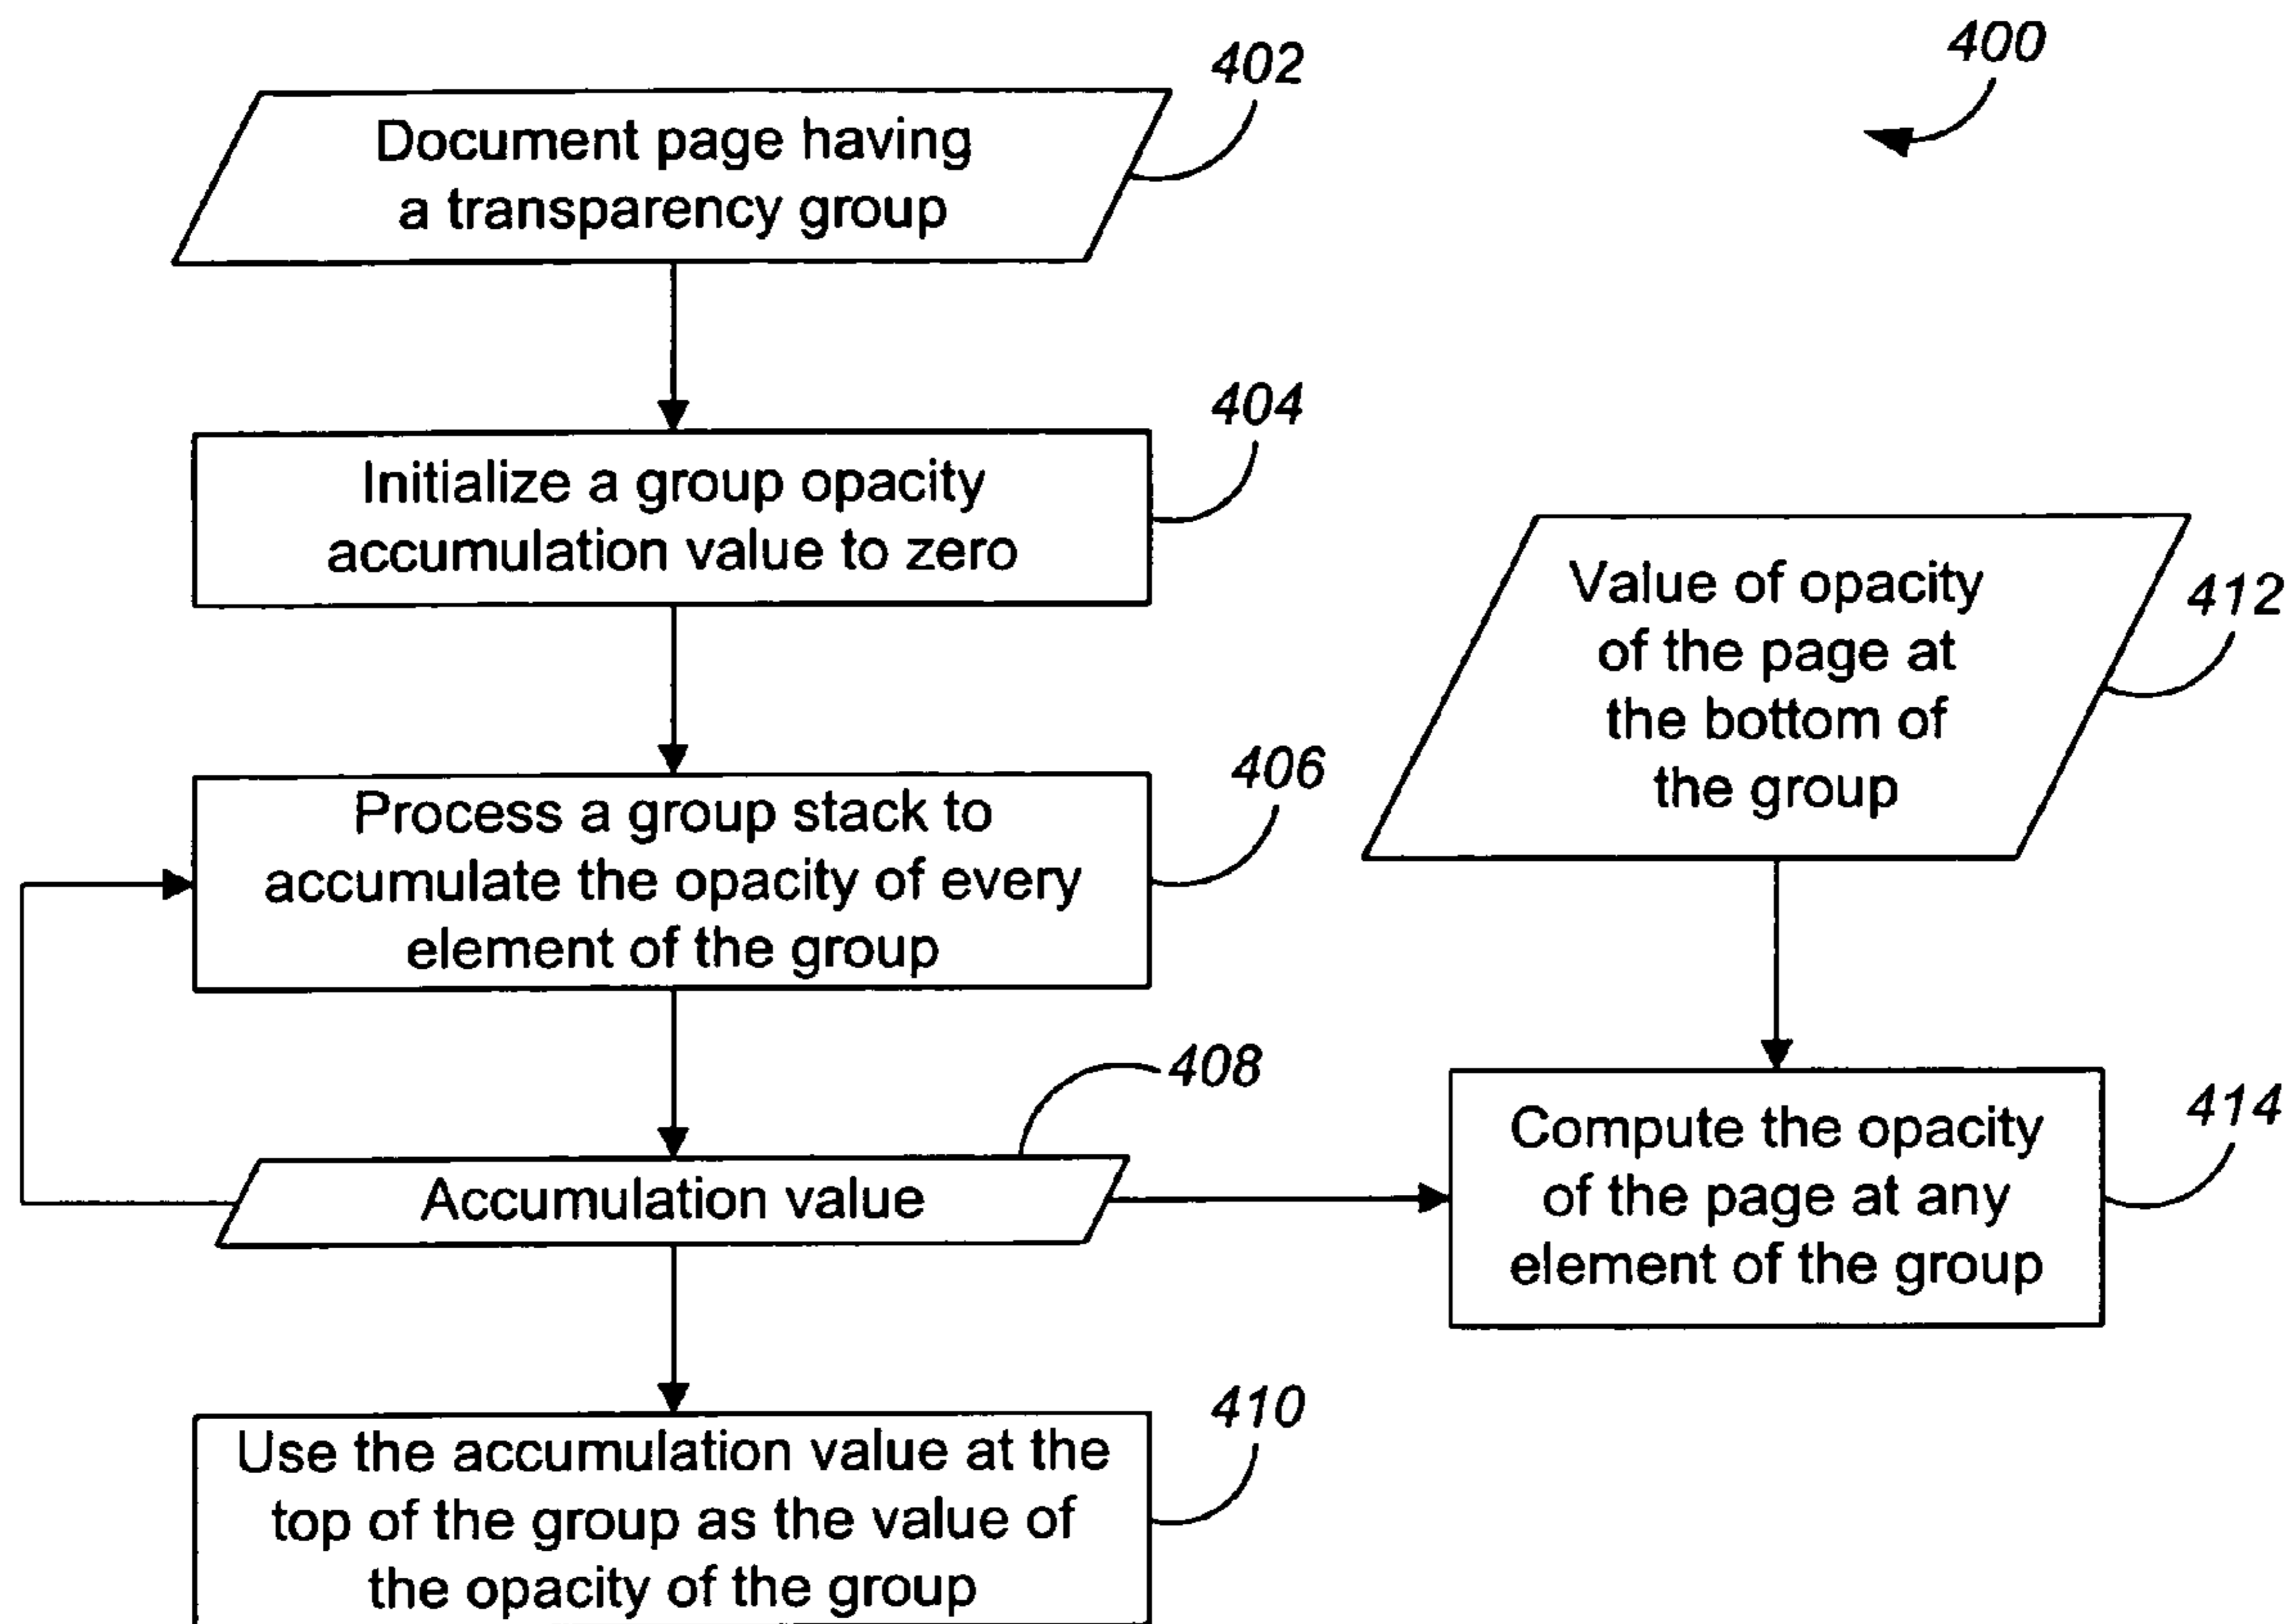 400
402
Document page having
a transparency group
404
Initialize a group opacity
accumulation value to zero
406
Process a group stack to
accumulate the opacity of every
element of the group
408
Accumulation value
410
Use the accumulation value at the
top of the group as the value of
the opacity of the group
412
Value of opacity
of the page at
the bottom of
the group
414
Compute the opacity
of the page at any
element of the group